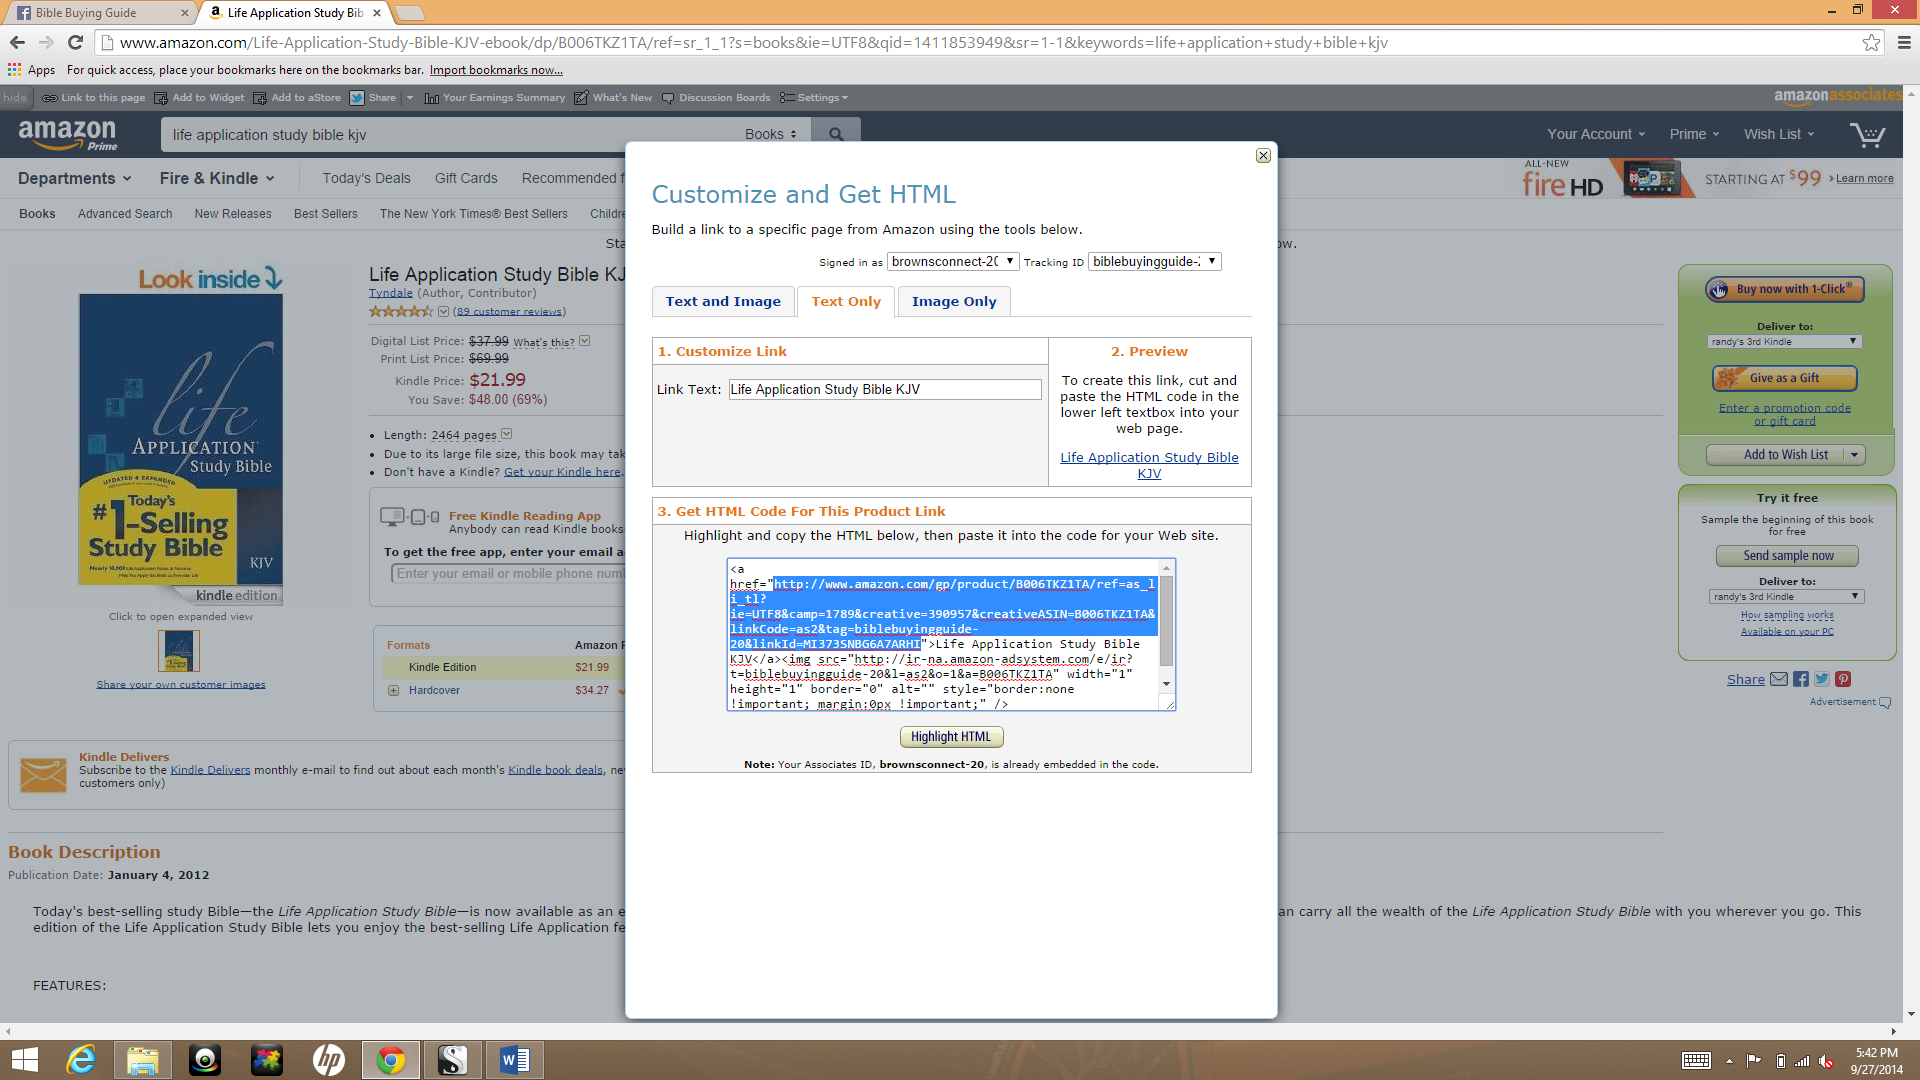 Bible Buying Guide
Life Application Study Bib
www.amazon.com/Life-Application-Study-Bible-KJV-ebook/dp/B006TKZ1TA/ref=sr_1_1?s=books&ie=UTF8&qid=1411853949&sr=1-1&keywords=life+application+study+bible+kjv
Apps For quick access, place your bookmarks here on the bookmarks bar. Import bookmarks now...
hide Link to this page Add to Widget Add to aStore Share Your Earnings Summary What's New Discussion Boards Settings amazonassociates
amazon Prime life application study bible kjv Books Your Account Prime Wish List
Departments Fire & Kindle Today's Deals Gift Cards Recommended f
ALL-NEW fire HD STARTING AT $99 Learn more
Books Advanced Search New Releases Best Sellers The New York Times® Best Sellers Childre
Sta
ow.
Look inside
life
APPLICATION
Study Bible
UPDATED & EXPANDED
Today's
#1-Selling
Study Bible
KJV
kindle edition
Click to open expanded view
Share your own customer images
Life Application Study Bible KJ
Tyndale (Author, Contributor)
(89 customer reviews)
Digital List Price: $37.99 What's this?
Print List Price: $69.99
Kindle Price: $21.99
You Save: $48.00 (69%)
Length: 2464 pages
Due to its large file size, this book may tak
Don't have a Kindle? Get your Kindle here.
Free Kindle Reading App
Anybody can read Kindle books
To get the free app, enter your email a
Enter your email or mobile phone num
Formats Amazon P
Kindle Edition $21.99
Hardcover $34.27
Customize and Get HTML
Build a link to a specific page from Amazon using the tools below.
Signed in as brownsconnect-20 Tracking ID biblebuyingguide-
Text and Image Text Only Image Only
1. Customize Link
Link Text: Life Application Study Bible KJV
2. Preview
To create this link, cut and
paste the HTML code in the
lower left textbox into your
web page.
Life Application Study Bible
KJV
3. Get HTML Code For This Product Link
Highlight and copy the HTML below, then paste it into the code for your Web site.
<a
href="http://www.amazon.com/gp/product/B006TKZ1TA/ref=as_l
i_tl?
ie=UTF8&camp=1789&creative=390957&creativeASIN=B006TKZ1TA&
linkCode=as2&tag=biblebuyingguide-
20&linkId=MI373SNBG6A7ARHI">Life Application Study Bible
KJV</a><img src="http://ir-na.amazon-adsystem.com/e/ir?
t=biblebuyingguide-20&l=as2&o=1&a=B006TKZ1TA" width="1"
height="1" border="0" alt="" style="border:none
!important; margin:0px !important;" />
Highlight HTML
Note: Your Associates ID, brownsconnect-20, is already embedded in the code.
Buy now with 1-Click®
Deliver to:
randy's 3rd Kindle
Give as a Gift
Enter a promotion code
or gift card
Add to Wish List
Try it free
Sample the beginning of this book
for free
Send sample now
Deliver to:
randy's 3rd Kindle
How sampling works
Available on your PC
Share
Advertisement
Kindle Delivers
Subscribe to the Kindle Delivers monthly e-mail to find out about each month's Kindle book deals, ne
customers only)
Book Description
Publication Date: January 4, 2012
Today's best-selling study Bible—the Life Application Study Bible—is now available as an e
an carry all the wealth of the Life Application Study Bible with you wherever you go. This
edition of the Life Application Study Bible lets you enjoy the best-selling Life Application fe
FEATURES:
5:42 PM
9/27/2014